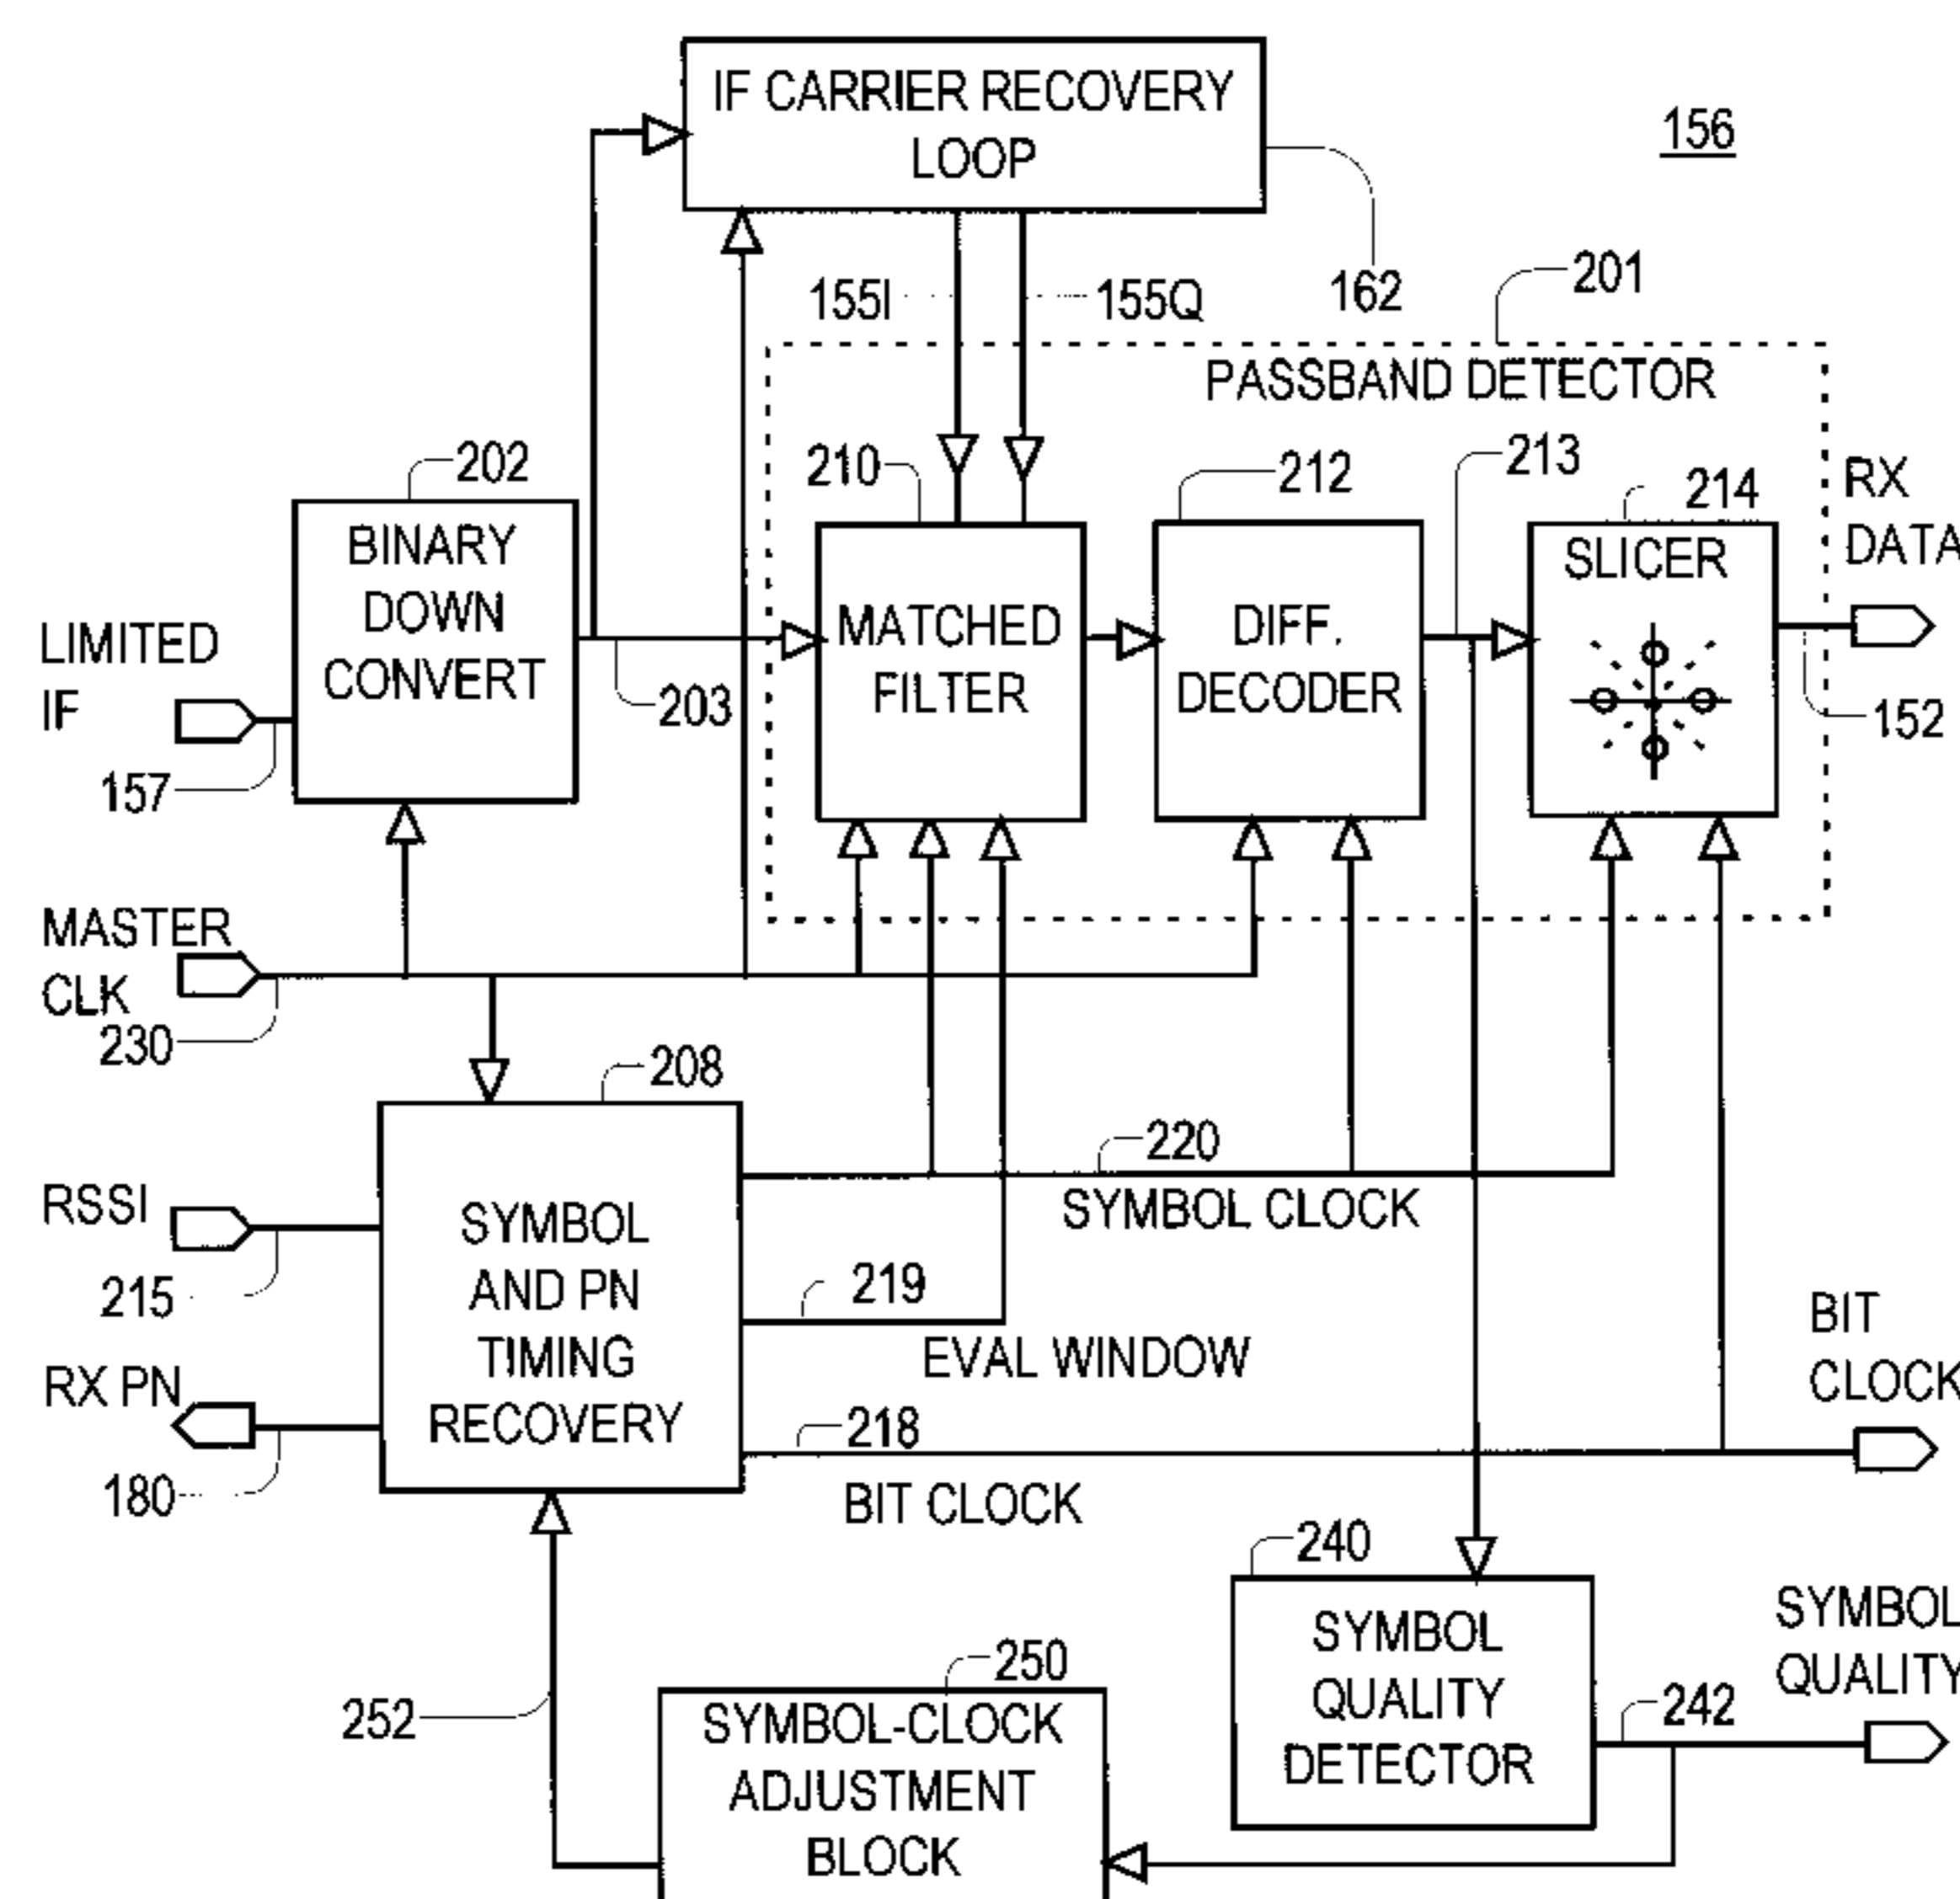 IF CARRIER RECOVERY
LOOP
156
162
155I
155Q
201
PASSBAND DETECTOR
202
210
212
213
214
RX
DATA
BINARY
DOWN
CONVERT
MATCHED
FILTER
DIFF.
DECODER
SLICER
LIMITED
IF
203
152
157
MASTER
CLK
230
208
220
SYMBOL CLOCK
RSSI
215
SYMBOL
AND PN
TIMING
RECOVERY
219
EVAL WINDOW
BIT
CLOCK
RX PN
180
218
BIT CLOCK
240
SYMBOL
QUALITY
DETECTOR
SYMBOL
QUALITY
242
250
252
SYMBOL-CLOCK
ADJUSTMENT
BLOCK